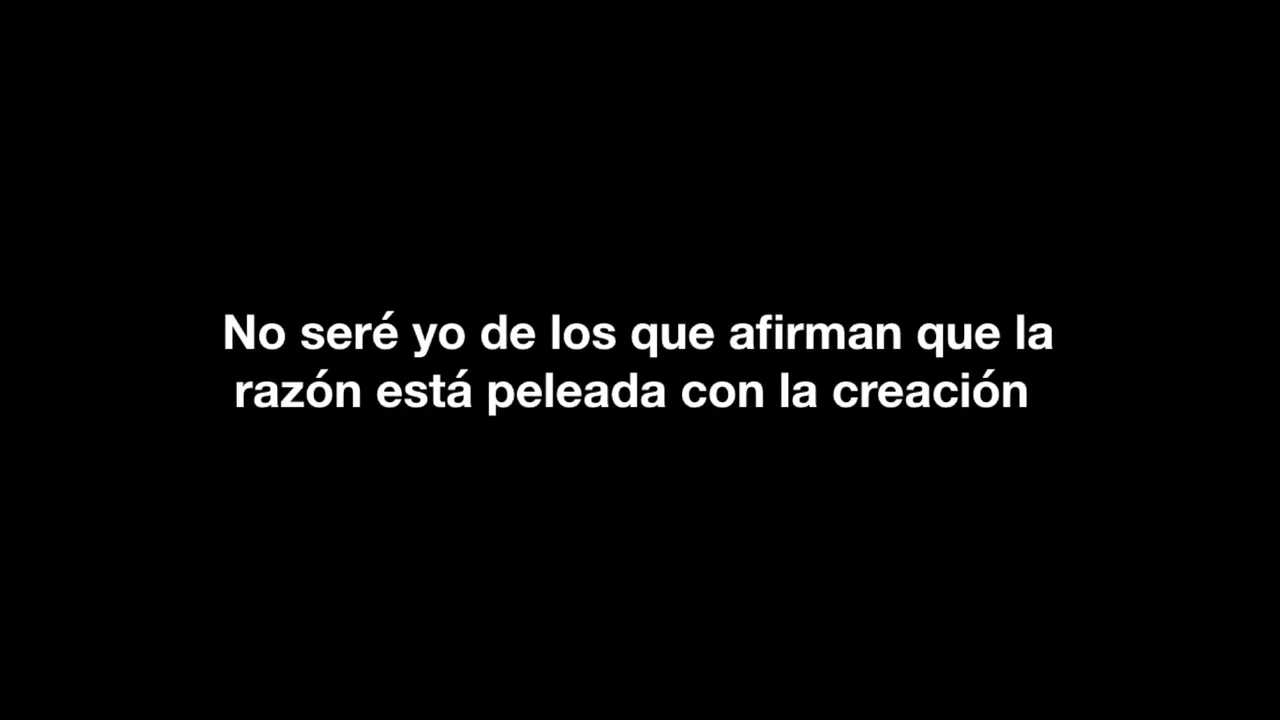 No seré yo de los que afirman que la
razón está peleada con la creación